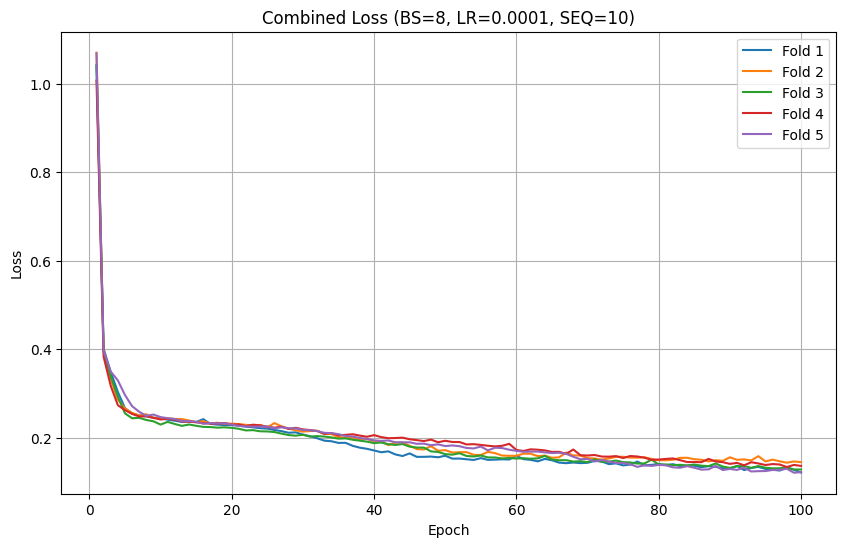 Combined Loss (BS=8, LR=0.0001, SEQ=10)
Fold 1
Fold 2
Fold 3
Fold 4
Fold 5
Loss
1.0
0.8
0.6
0.4
0.2
0 20 40 60 80 100
Epoch